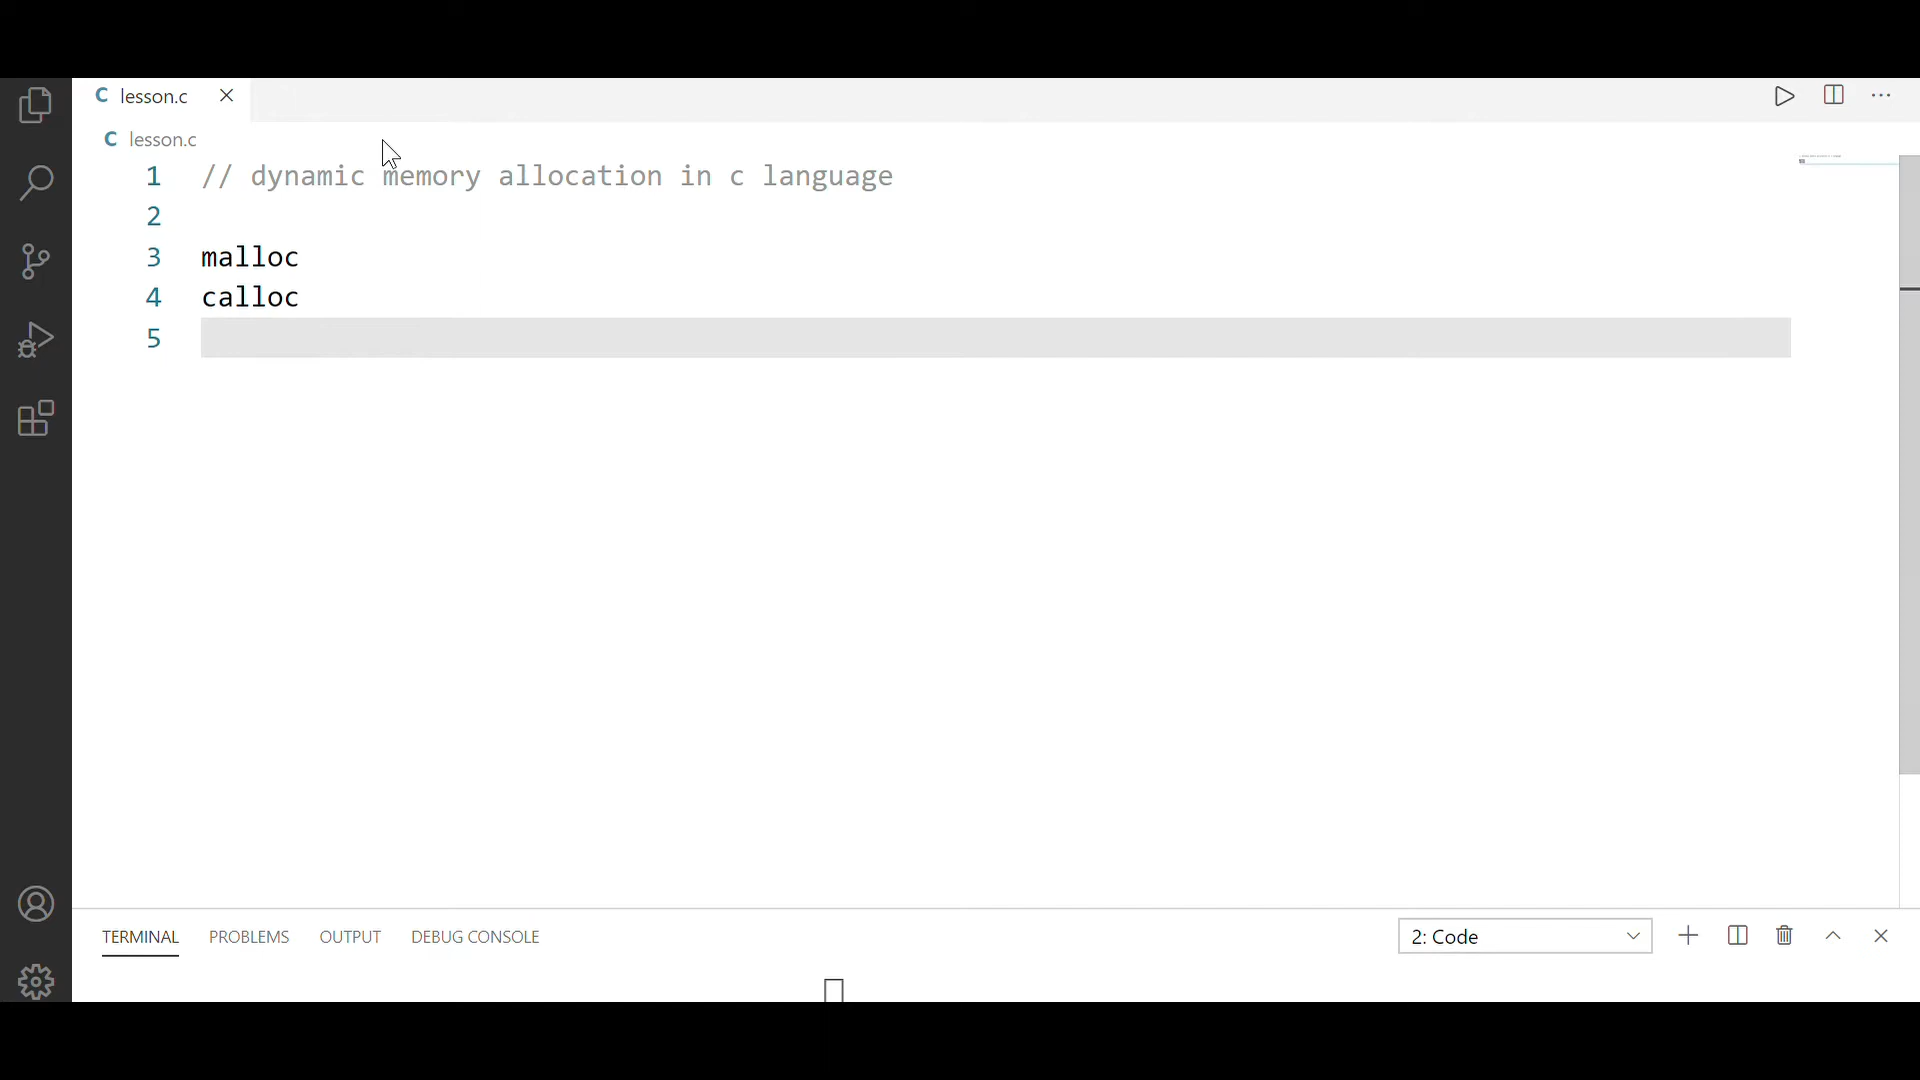 C lesson.c
C lesson.c
1 // dynamic memory allocation in c language
2
3 malloc
4 calloc
5
TERMINAL PROBLEMS OUTPUT DEBUG CONSOLE 2: Code